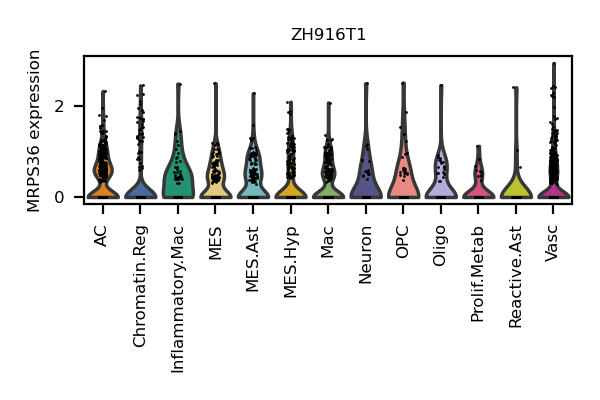 ZH916T1
MRPS36 expression
2
0
AC
Chromatin.Reg
Inflammatory.Mac
MES
MES.Ast
MES.Hyp
Mac
Neuron
OPC
Oligo
Prolif.Metab
Reactive.Ast
Vasc